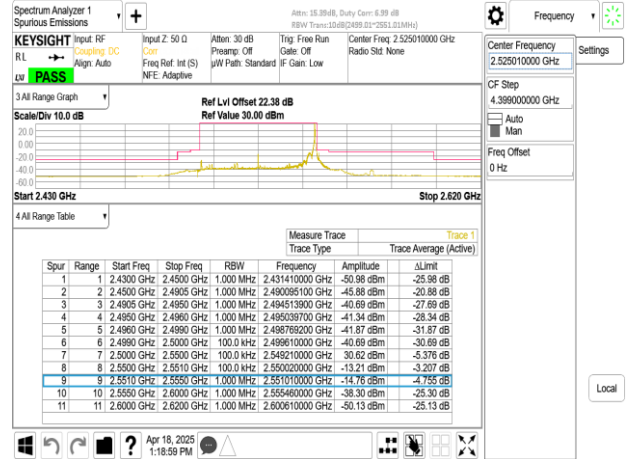 Spectrum Analyzer 1
Spurious Emissions
Attn: 15.39dB, Duty Corr: 6.99 dB
RBW Trans:10dB(2499.01~2551.01MHz)
Frequency
KEYSIGHT
Input: RF
Input Z: 50 Ω
Atten: 30 dB
Trig: Free Run
Center Freq: 2.525010000 GHz
RL
Coupling: DC
Corr
Preamp: Off
Gate: Off
Radio Std: None
Align: Auto
Freq Ref: Int (S)
µW Path: Standard
IF Gain: Low
LVI
PASS
NFE: Adaptive
Center Frequency
2.525010000 GHz
Settings
CF Step
4.399000000 GHz
Auto
Man
Freq Offset
0 Hz
3 All Range Graph
Ref Lvl Offset 22.38 dB
Scale/Div 10.0 dB
Ref Value 30.00 dBm
20.0
0.00
-20.0
-40.0
-60.0
Start 2.430 GHz
Stop 2.620 GHz
4 All Range Table
Measure Trace Trace 1
Trace Type Trace Average (Active)
Spur Range Start Freq Stop Freq RBW Frequency Amplitude ΔLimit
1 1 2.4300 GHz 2.4500 GHz 1.000 MHz 2.431410000 GHz -50.98 dBm -25.98 dB
2 2 2.4500 GHz 2.4905 GHz 1.000 MHz 2.490095100 GHz -45.88 dBm -20.88 dB
3 3 2.4905 GHz 2.4950 GHz 1.000 MHz 2.494513900 GHz -40.69 dBm -27.69 dB
4 4 2.4950 GHz 2.4960 GHz 1.000 MHz 2.495039700 GHz -41.34 dBm -28.34 dB
5 5 2.4960 GHz 2.4990 GHz 1.000 MHz 2.498769200 GHz -41.87 dBm -31.87 dB
6 6 2.4990 GHz 2.5000 GHz 100.0 kHz 2.499610000 GHz -40.69 dBm -30.69 dB
7 7 2.5000 GHz 2.5500 GHz 100.0 kHz 2.549210000 GHz 30.62 dBm -5.376 dB
8 8 2.5500 GHz 2.5510 GHz 100.0 kHz 2.550020000 GHz -13.21 dBm -3.207 dB
9 9 2.5510 GHz 2.5550 GHz 1.000 MHz 2.551010000 GHz -14.76 dBm -4.755 dB
10 10 2.5550 GHz 2.6000 GHz 1.000 MHz 2.555460000 GHz -38.30 dBm -25.30 dB
11 11 2.6000 GHz 2.6200 GHz 1.000 MHz 2.600610000 GHz -50.13 dBm -25.13 dB
Local
Apr 18, 2025
1:18:59 PM